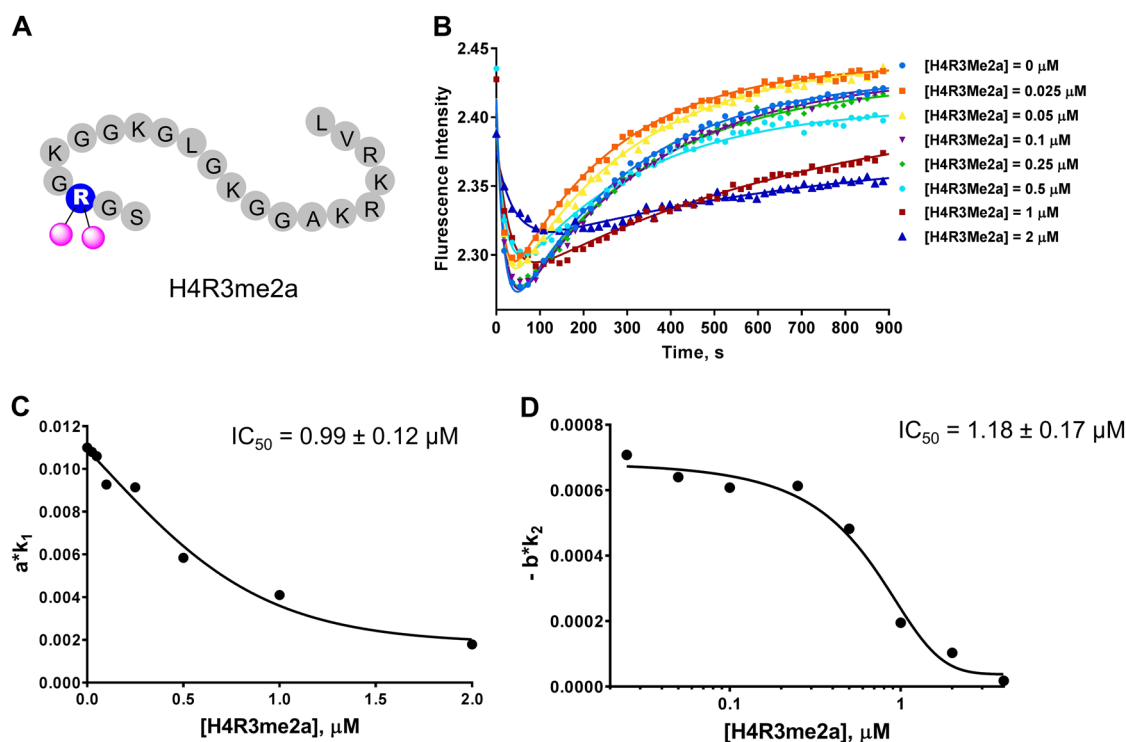 A
S G R G K G G K G L G K G G A K R K R V L
H4R3me2a
B
Flurescence Intensity
2.45
2.40
2.35
2.30
0 100 200 300 400 500 600 700 800 900
Time, s
[H4R3Me2a] = 0 μM
[H4R3Me2a] = 0.025 μM
[H4R3Me2a] = 0.05 μM
[H4R3Me2a] = 0.1 μM
[H4R3Me2a] = 0.25 μM
[H4R3Me2a] = 0.5 μM
[H4R3Me2a] = 1 μM
[H4R3Me2a] = 2 μM
C
IC50 = 0.99 ± 0.12 μM
a*k1
0.012
0.010
0.008
0.006
0.004
0.002
0.000
0.0 0.5 1.0 1.5 2.0
[H4R3me2a], μM
D
IC50 = 1.18 ± 0.17 μM
- b*k2
0.0008
0.0006
0.0004
0.0002
0.0000
0.1 1
[H4R3me2a], μM